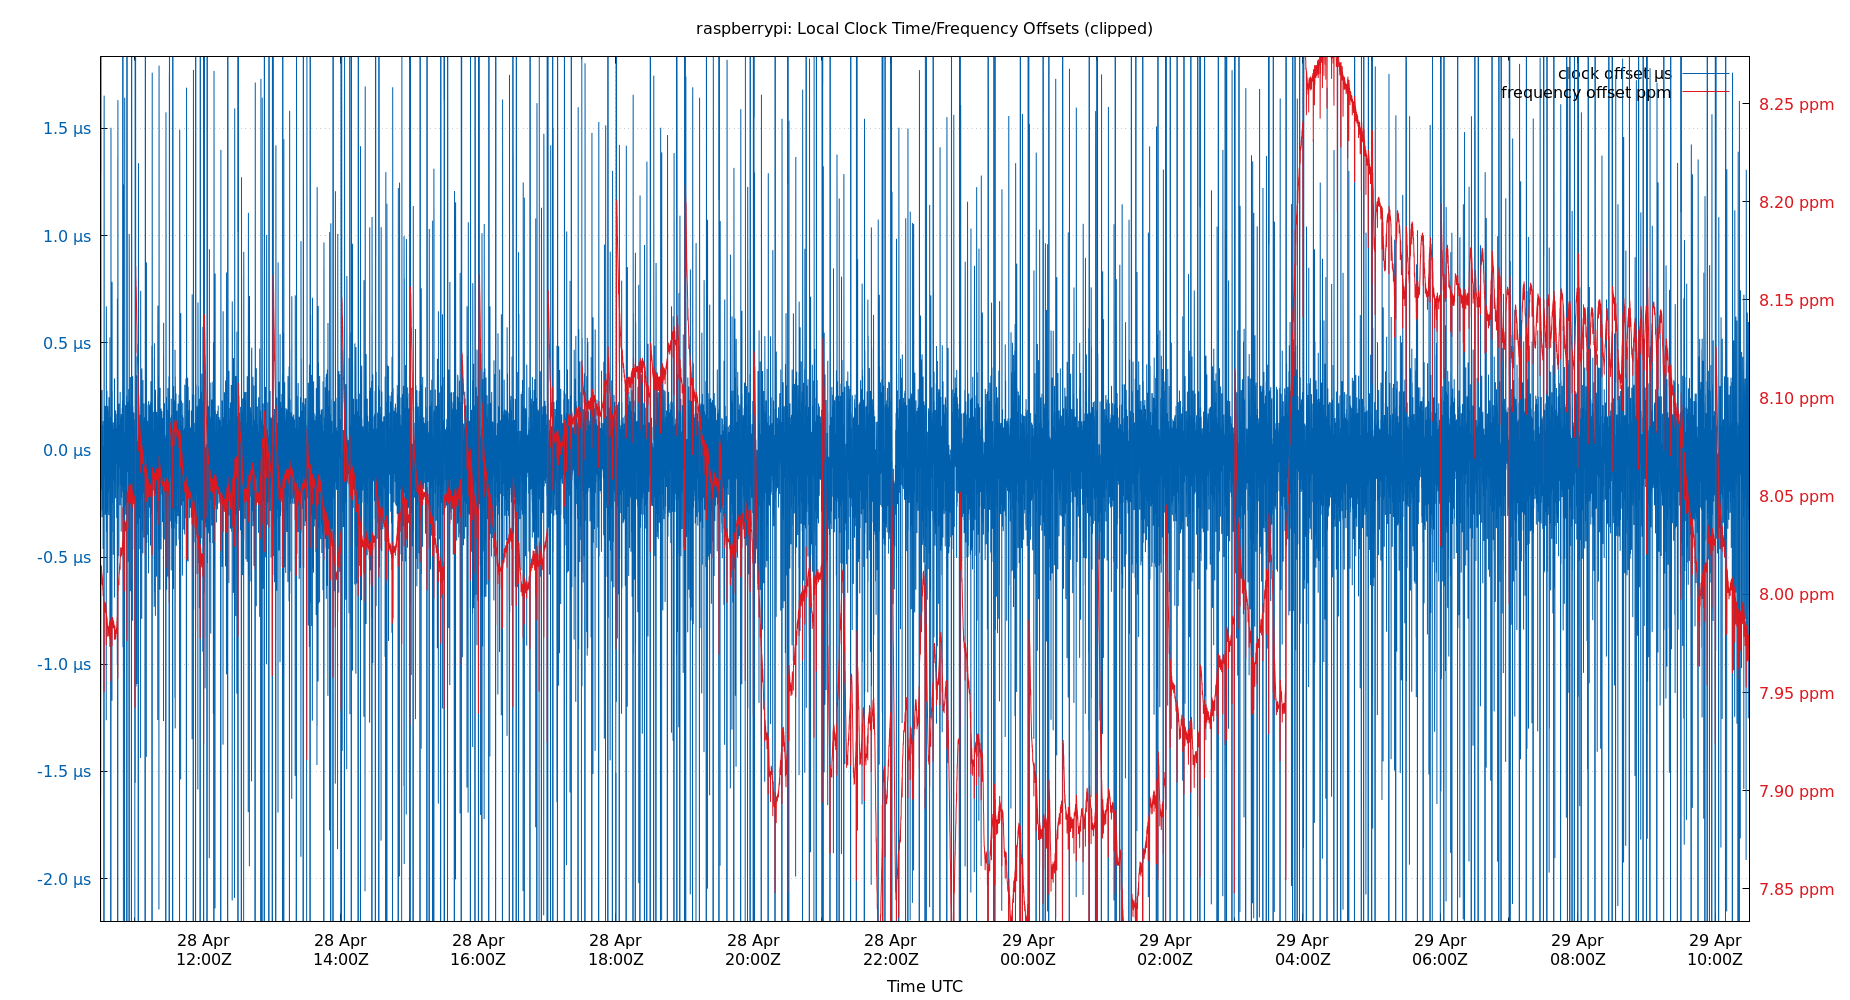 raspberrypi: Local Clock Time/Frequency Offsets (clipped)
clock offset µs
frequency offset ppm
1.5 µs
1.0 µs
0.5 µs
0.0 µs
-0.5 µs
-1.0 µs
-1.5 µs
-2.0 µs
8.25 ppm
8.20 ppm
8.15 ppm
8.10 ppm
8.05 ppm
8.00 ppm
7.95 ppm
7.90 ppm
7.85 ppm
28 Apr 28 Apr 28 Apr 28 Apr 28 Apr 28 Apr 29 Apr 29 Apr 29 Apr 29 Apr 29 Apr 29 Apr
12:00Z 14:00Z 16:00Z 18:00Z 20:00Z 22:00Z 00:00Z 02:00Z 04:00Z 06:00Z 08:00Z 10:00Z
Time UTC